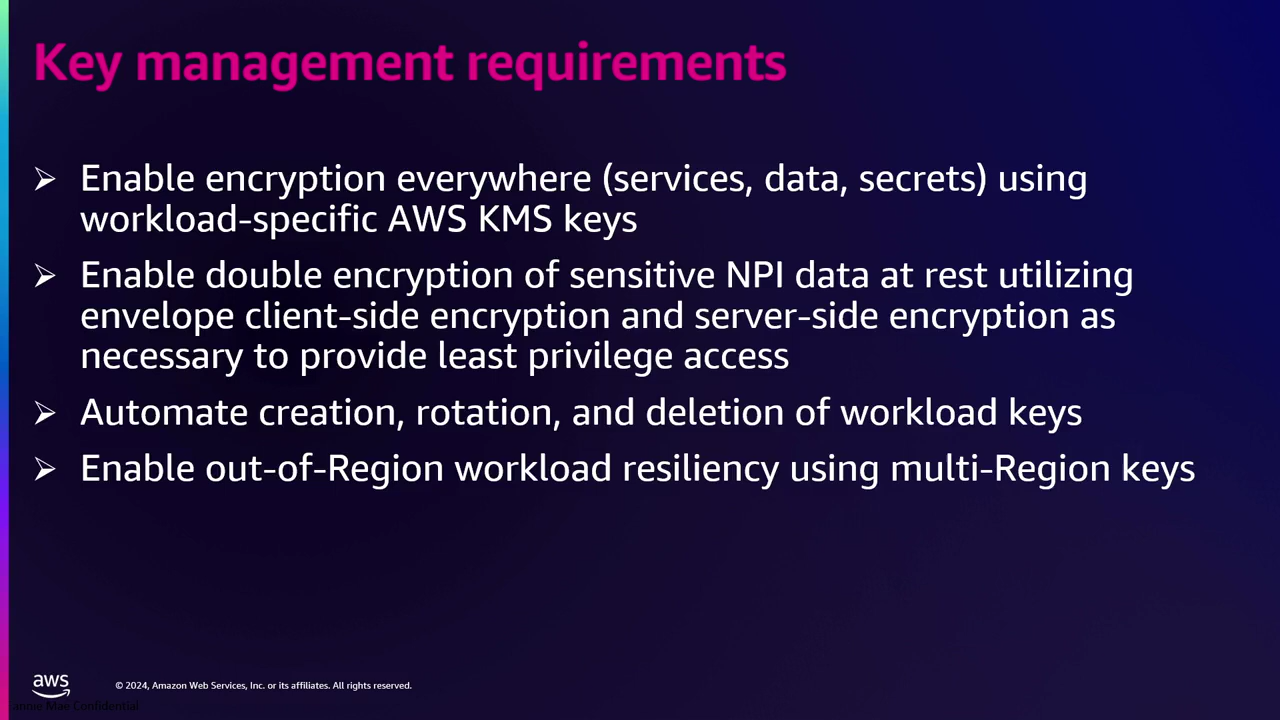 Key management requirements
➢ Enable encryption everywhere (services, data, secrets) using
workload-specific AWS KMS keys
➢ Enable double encryption of sensitive NPI data at rest utilizing
envelope client-side encryption and server-side encryption as
necessary to provide least privilege access
➢ Automate creation, rotation, and deletion of workload keys
➢ Enable out-of-Region workload resiliency using multi-Region keys
aws
© 2024, Amazon Web Services, Inc. or its affiliates. All rights reserved.
annie Mae Confidential